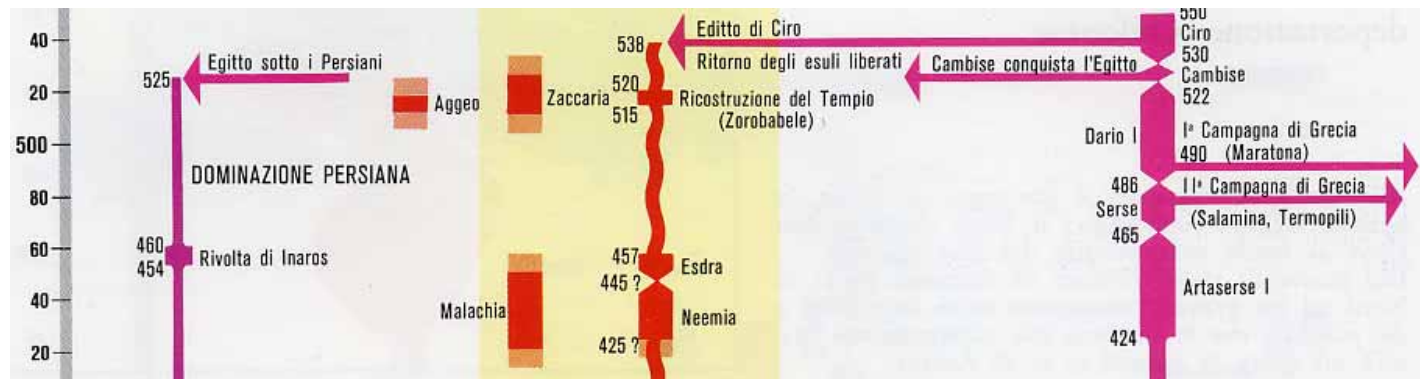 40
20
500
80
60
40
20
525
Egitto sotto i Persiani
DOMINAZIONE PERSIANA
460
454
Rivolta di Inaros
Aggeo
Zaccaria
Malachia
538
Editto di Ciro
Ritorno degli esuli liberati
520
515
Ricostruzione del Tempio
(Zorobabele)
457
Esdra
445 ?
Neemia
425 ?
Cambise conquista l'Egitto
550
Ciro
530
Cambise
522
Dario I
Iª Campagna di Grecia
490 (Maratona)
486
IIª Campagna di Grecia
Serse
(Salamina, Termopili)
465
Artaserse I
424